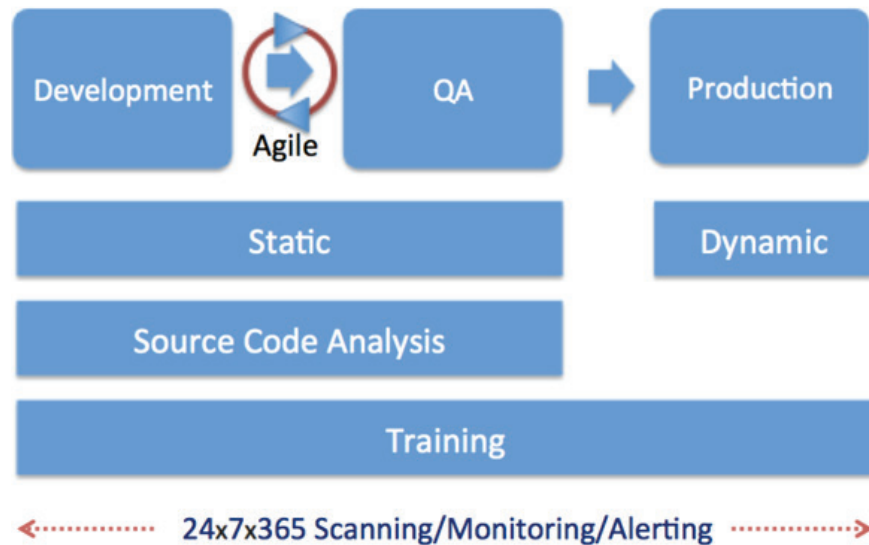 Development
Agile
QA
Production
Static
Dynamic
Source Code Analysis
Training
24x7x365 Scanning/Monitoring/Alerting